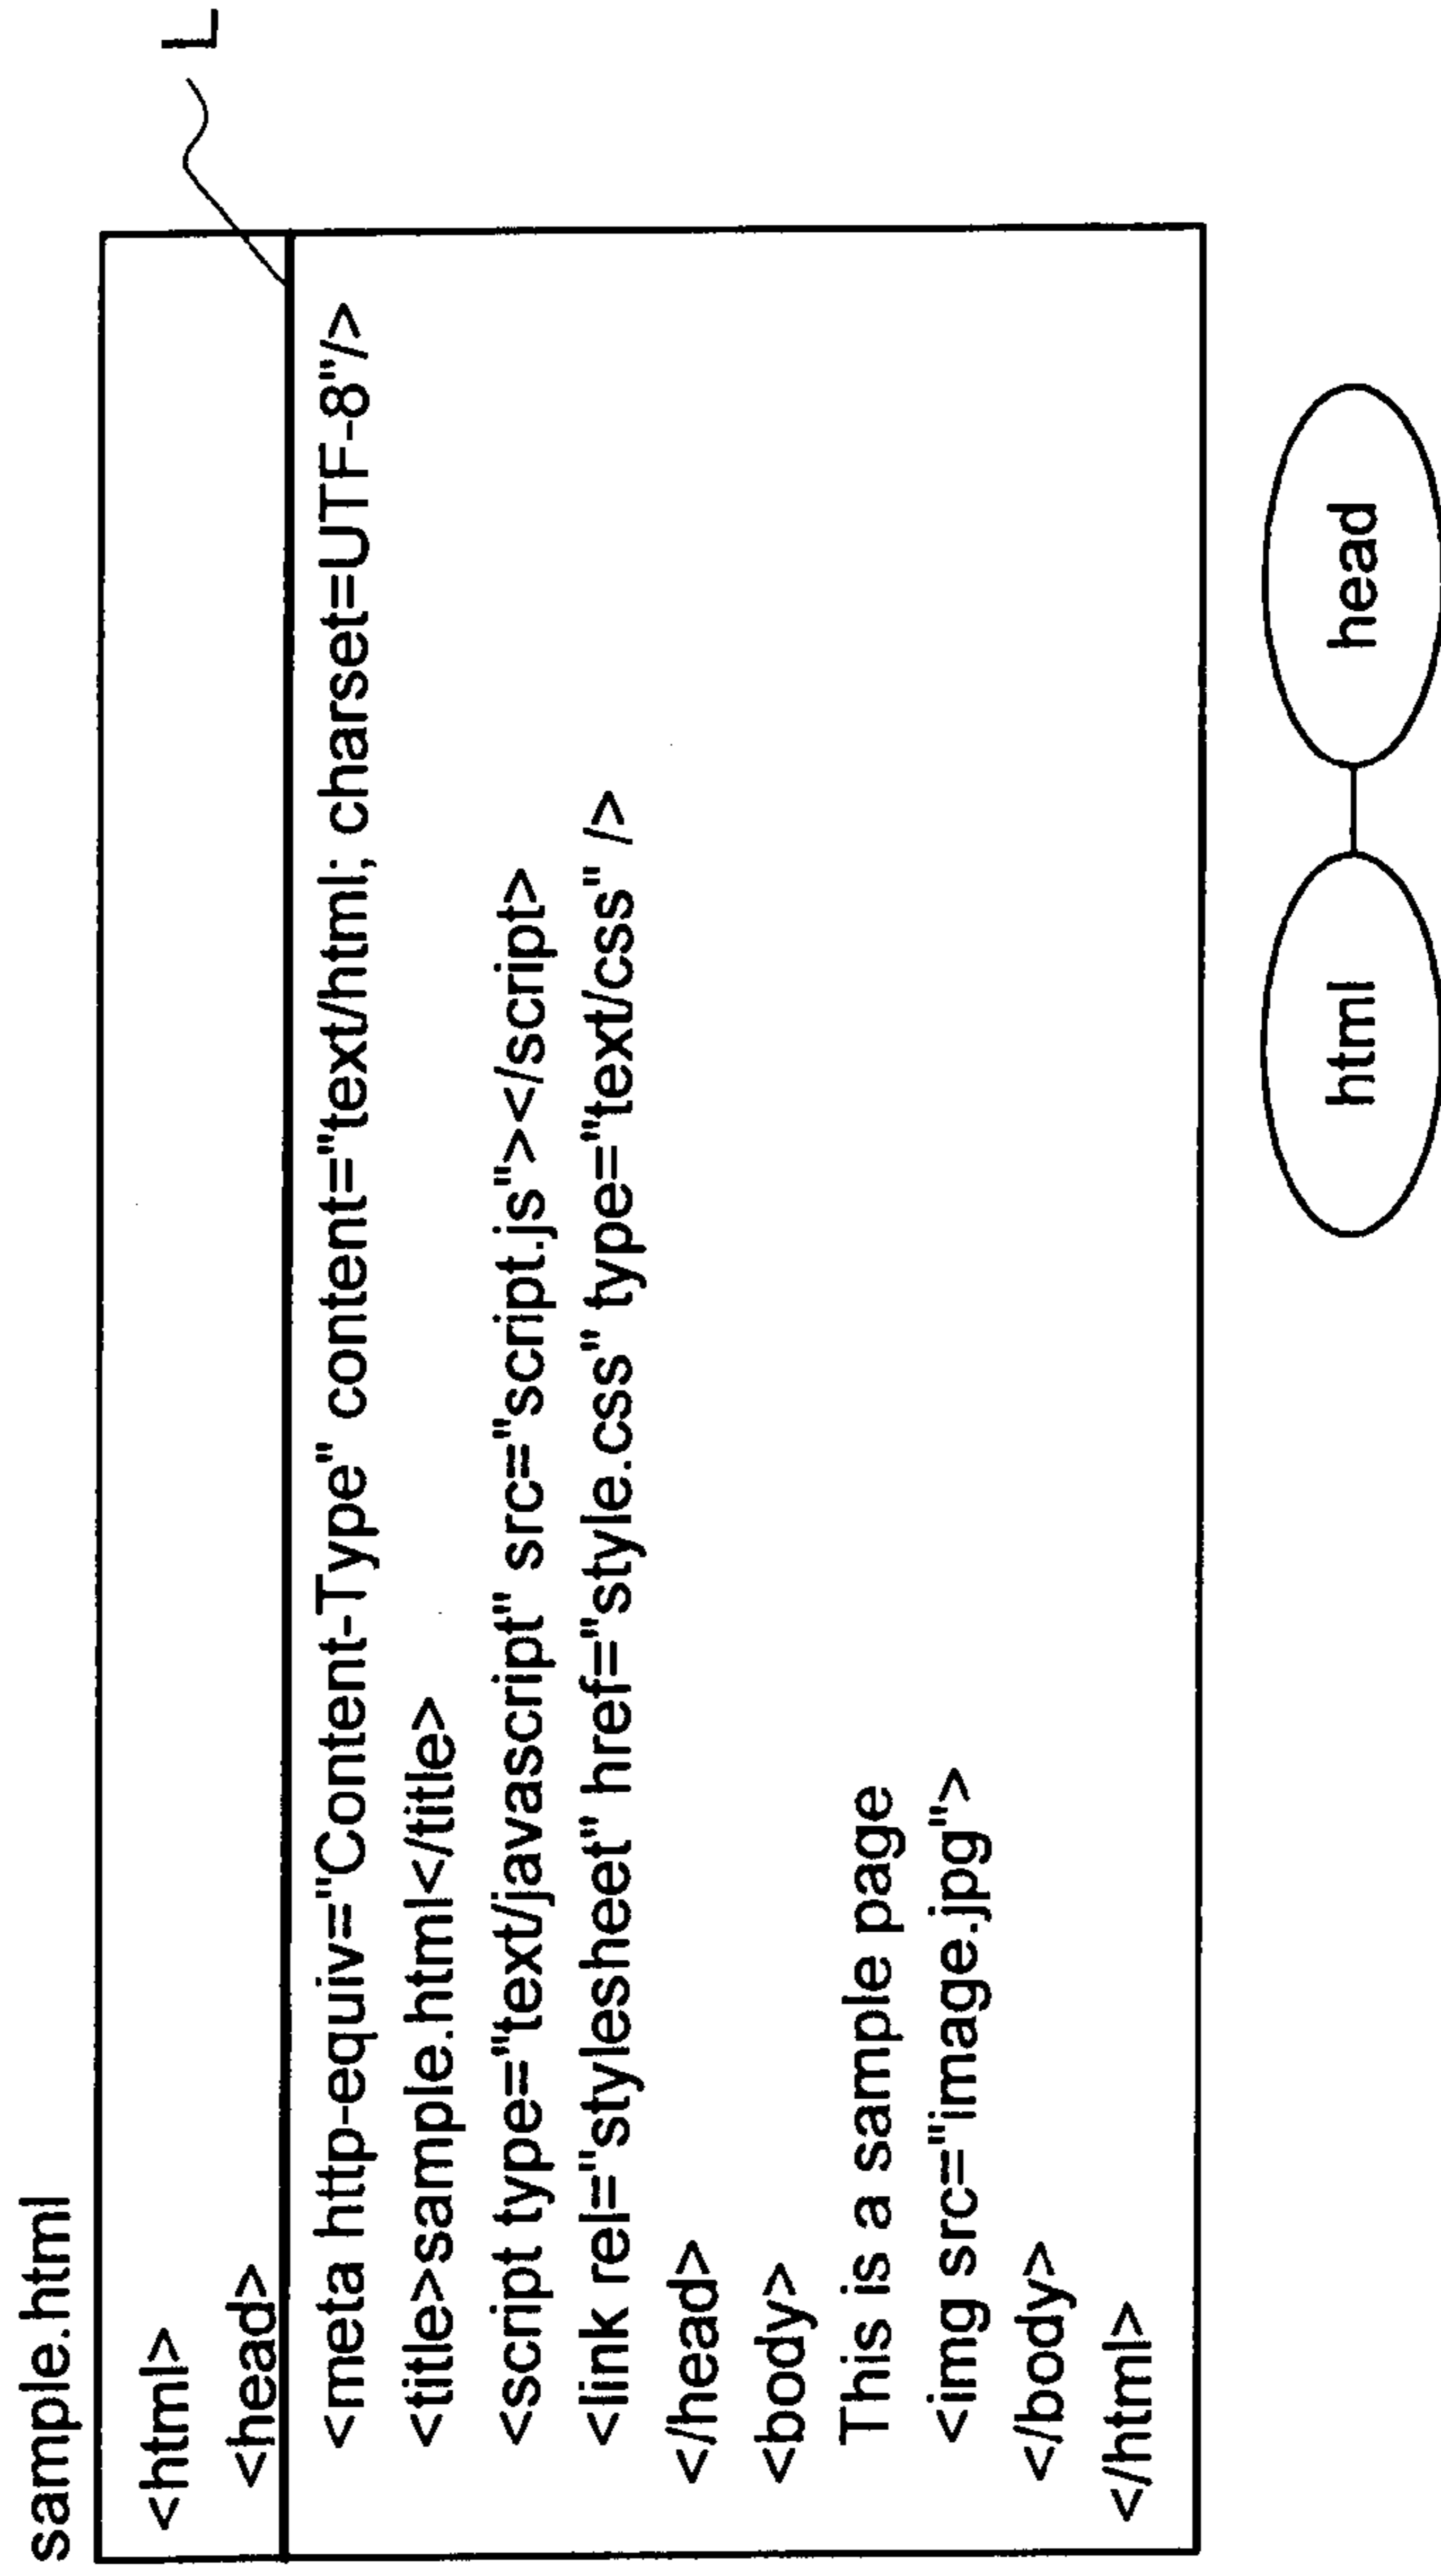 sample.html
L
<html>
<head>
<meta http-equiv="Content-Type" content="text/html; charset=UTF-8"/>
<title>sample.html</title>
<script type="text/javascript" src="script.js"></script>
<link rel="stylesheet" href="style.css" type="text/css" />
</head>
<body>
This is a sample page
<img src="image.jpg">
</body>
</html>
html
head